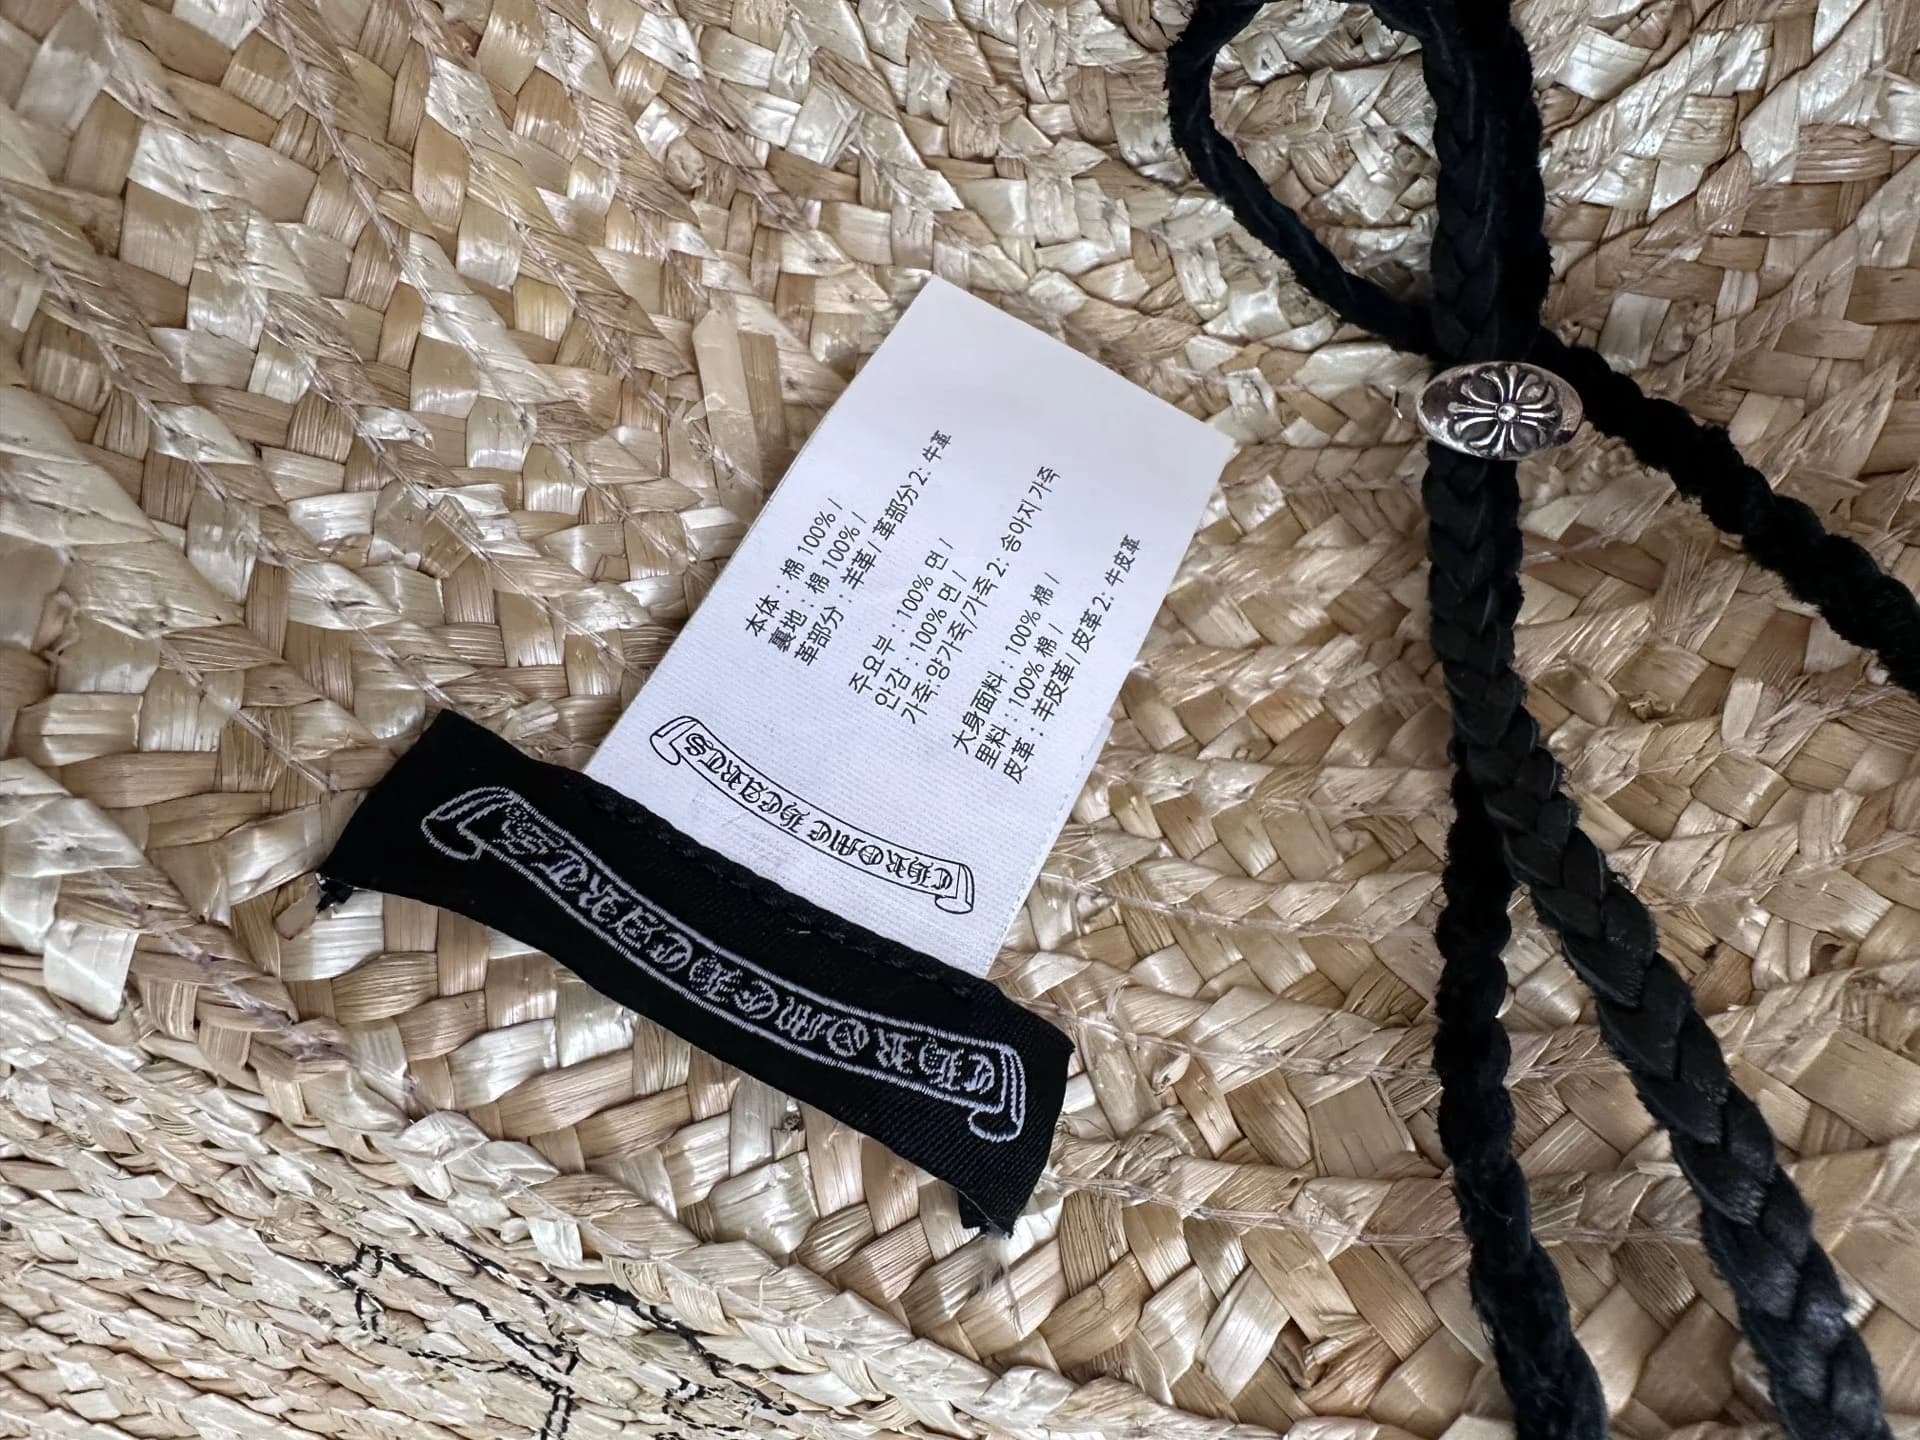 本体 : 棉 100% /
裏地 : 棉 100% /
革部分 : 羊革/ 革部分 2: 牛革
주요부 : 100% 면 /
안감 : 100% 면 /
가죽: 양가죽/가죽 2: 송아지 가죽
大身面料 : 100% 棉 /
里料 : 100% 棉 /
皮革 : 羊皮革/ 皮革 2: 牛皮革
CHROME HEARTS
CHROME HEARTS